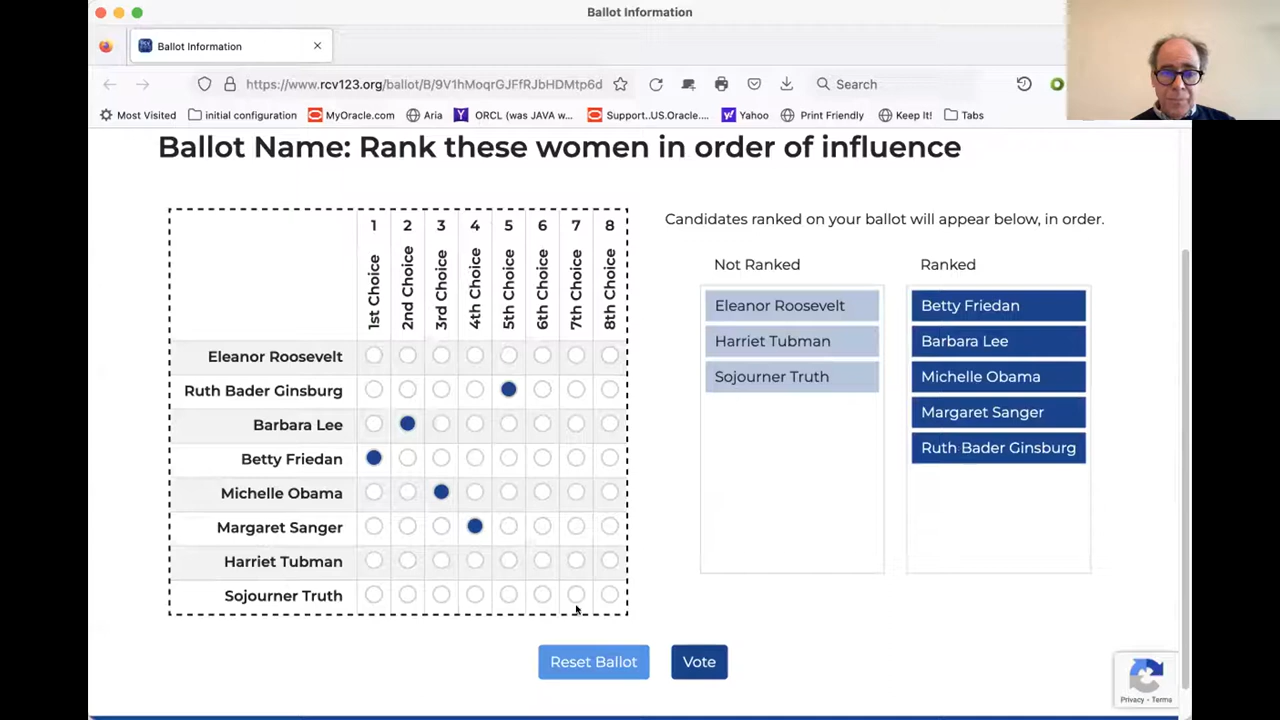 Ballot Information
Ballot Information
https://www.rcv123.org/ballot/B/9V1hMoqrGJFfRJbHDMtp6d
Search
Most Visited
initial configuration
MyOracle.com
Aria
ORCL (was JAVA w...
Support..US.Oracle....
Yahoo
Print Friendly
Keep It!
Tabs
Ballot Name: Rank these women in order of influence
1 2 3 4 5 6 7 8
1st Choice
2nd Choice
3rd Choice
4th Choice
5th Choice
6th Choice
7th Choice
8th Choice
Eleanor Roosevelt
Ruth Bader Ginsburg
Barbara Lee
Betty Friedan
Michelle Obama
Margaret Sanger
Harriet Tubman
Sojourner Truth
Candidates ranked on your ballot will appear below, in order.
Not Ranked
Eleanor Roosevelt
Harriet Tubman
Sojourner Truth
Ranked
Betty Friedan
Barbara Lee
Michelle Obama
Margaret Sanger
Ruth Bader Ginsburg
Reset Ballot
Vote
Privacy - Terms